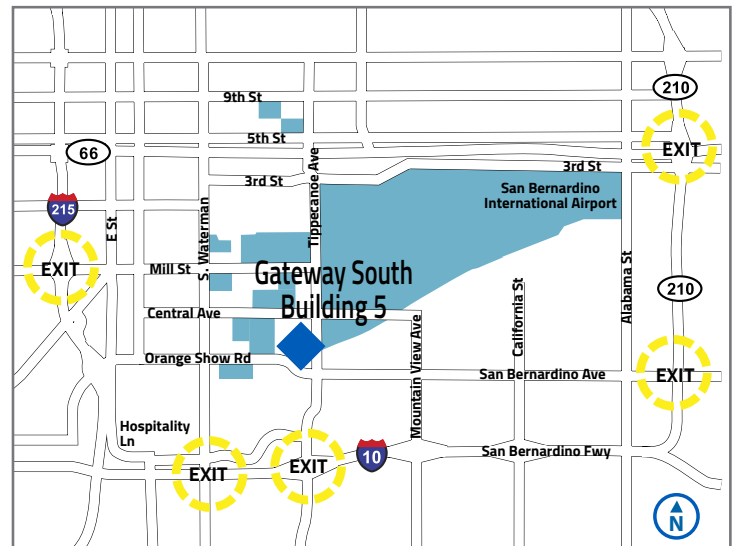 210
9th St
5th St
66
EXIT
3rd St
3rd St
San Bernardino
International Airport
Tippecanoe Ave
215
S. Waterman
E St
EXIT
Mill St
Gateway South
Building 5
210
Alabama St
California St
Central Ave
Mountain View Ave
Orange Show Rd
San Bernardino Ave
EXIT
Hospitality
Ln
EXIT
EXIT
10
San Bernardino Fwy
N